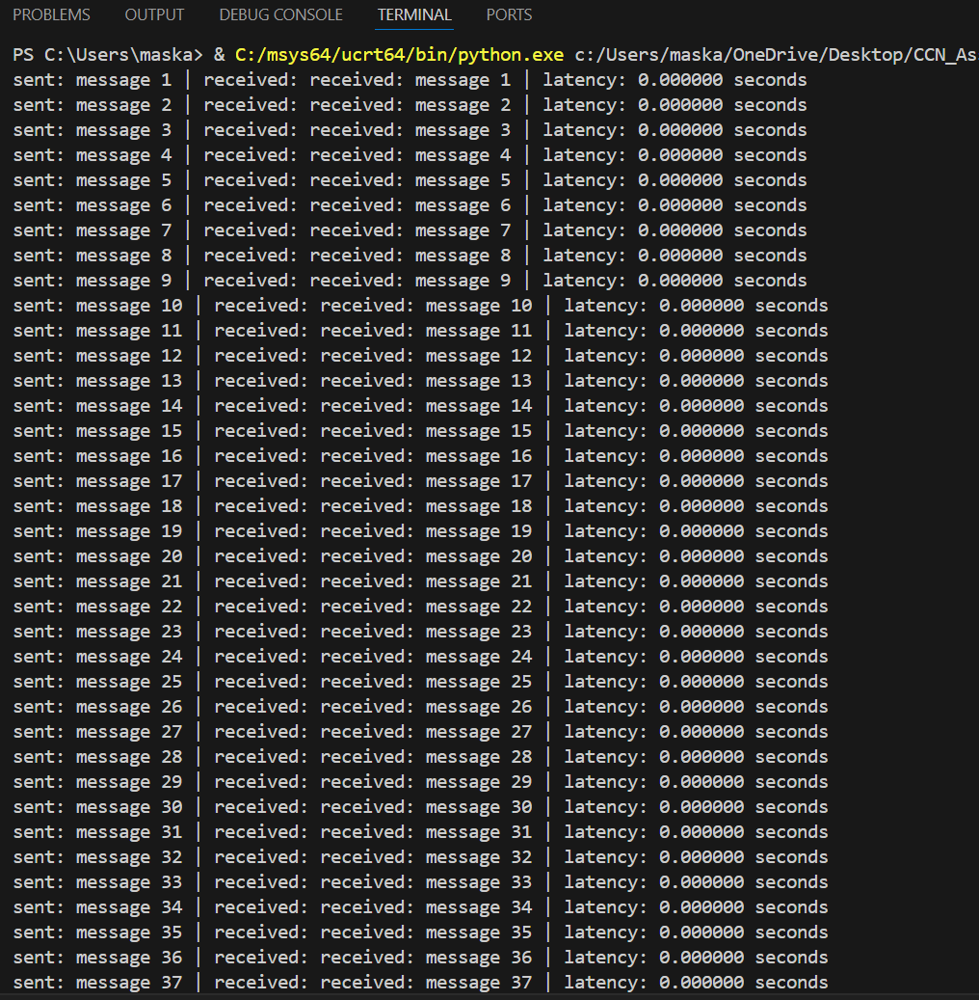 PROBLEMS OUTPUT DEBUG CONSOLE TERMINAL PORTS
PS C:\Users\maska> & C:/msys64/ucrt64/bin/python.exe c:/Users/maska/OneDrive/Desktop/CCN_As
sent: message 1 | received: received: message 1 | latency: 0.000000 seconds
sent: message 2 | received: received: message 2 | latency: 0.000000 seconds
sent: message 3 | received: received: message 3 | latency: 0.000000 seconds
sent: message 4 | received: received: message 4 | latency: 0.000000 seconds
sent: message 5 | received: received: message 5 | latency: 0.000000 seconds
sent: message 6 | received: received: message 6 | latency: 0.000000 seconds
sent: message 7 | received: received: message 7 | latency: 0.000000 seconds
sent: message 8 | received: received: message 8 | latency: 0.000000 seconds
sent: message 9 | received: received: message 9 | latency: 0.000000 seconds
sent: message 10 | received: received: message 10 | latency: 0.000000 seconds
sent: message 11 | received: received: message 11 | latency: 0.000000 seconds
sent: message 12 | received: received: message 12 | latency: 0.000000 seconds
sent: message 13 | received: received: message 13 | latency: 0.000000 seconds
sent: message 14 | received: received: message 14 | latency: 0.000000 seconds
sent: message 15 | received: received: message 15 | latency: 0.000000 seconds
sent: message 16 | received: received: message 16 | latency: 0.000000 seconds
sent: message 17 | received: received: message 17 | latency: 0.000000 seconds
sent: message 18 | received: received: message 18 | latency: 0.000000 seconds
sent: message 19 | received: received: message 19 | latency: 0.000000 seconds
sent: message 20 | received: received: message 20 | latency: 0.000000 seconds
sent: message 21 | received: received: message 21 | latency: 0.000000 seconds
sent: message 22 | received: received: message 22 | latency: 0.000000 seconds
sent: message 23 | received: received: message 23 | latency: 0.000000 seconds
sent: message 24 | received: received: message 24 | latency: 0.000000 seconds
sent: message 25 | received: received: message 25 | latency: 0.000000 seconds
sent: message 26 | received: received: message 26 | latency: 0.000000 seconds
sent: message 27 | received: received: message 27 | latency: 0.000000 seconds
sent: message 28 | received: received: message 28 | latency: 0.000000 seconds
sent: message 29 | received: received: message 29 | latency: 0.000000 seconds
sent: message 30 | received: received: message 30 | latency: 0.000000 seconds
sent: message 31 | received: received: message 31 | latency: 0.000000 seconds
sent: message 32 | received: received: message 32 | latency: 0.000000 seconds
sent: message 33 | received: received: message 33 | latency: 0.000000 seconds
sent: message 34 | received: received: message 34 | latency: 0.000000 seconds
sent: message 35 | received: received: message 35 | latency: 0.000000 seconds
sent: message 36 | received: received: message 36 | latency: 0.000000 seconds
sent: message 37 | received: received: message 37 | latency: 0.000000 seconds